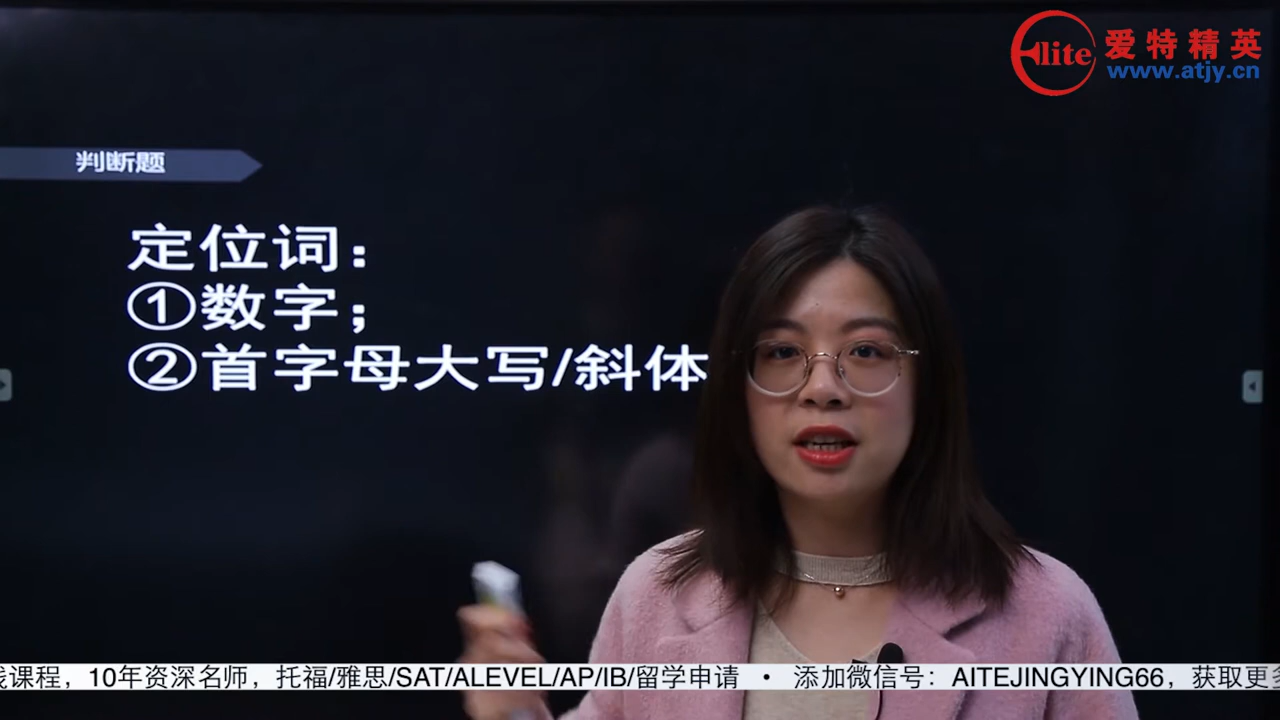 Elite 爱特精英
www.atjy.cn
判断题
定位词：
①数字；
②首字母大写/斜体
线课程，10年资深名师，托福/雅思/SAT/ALEVEL/AP/IB/留学申请 • 添加微信号：AITEJINGYING66，获取更多